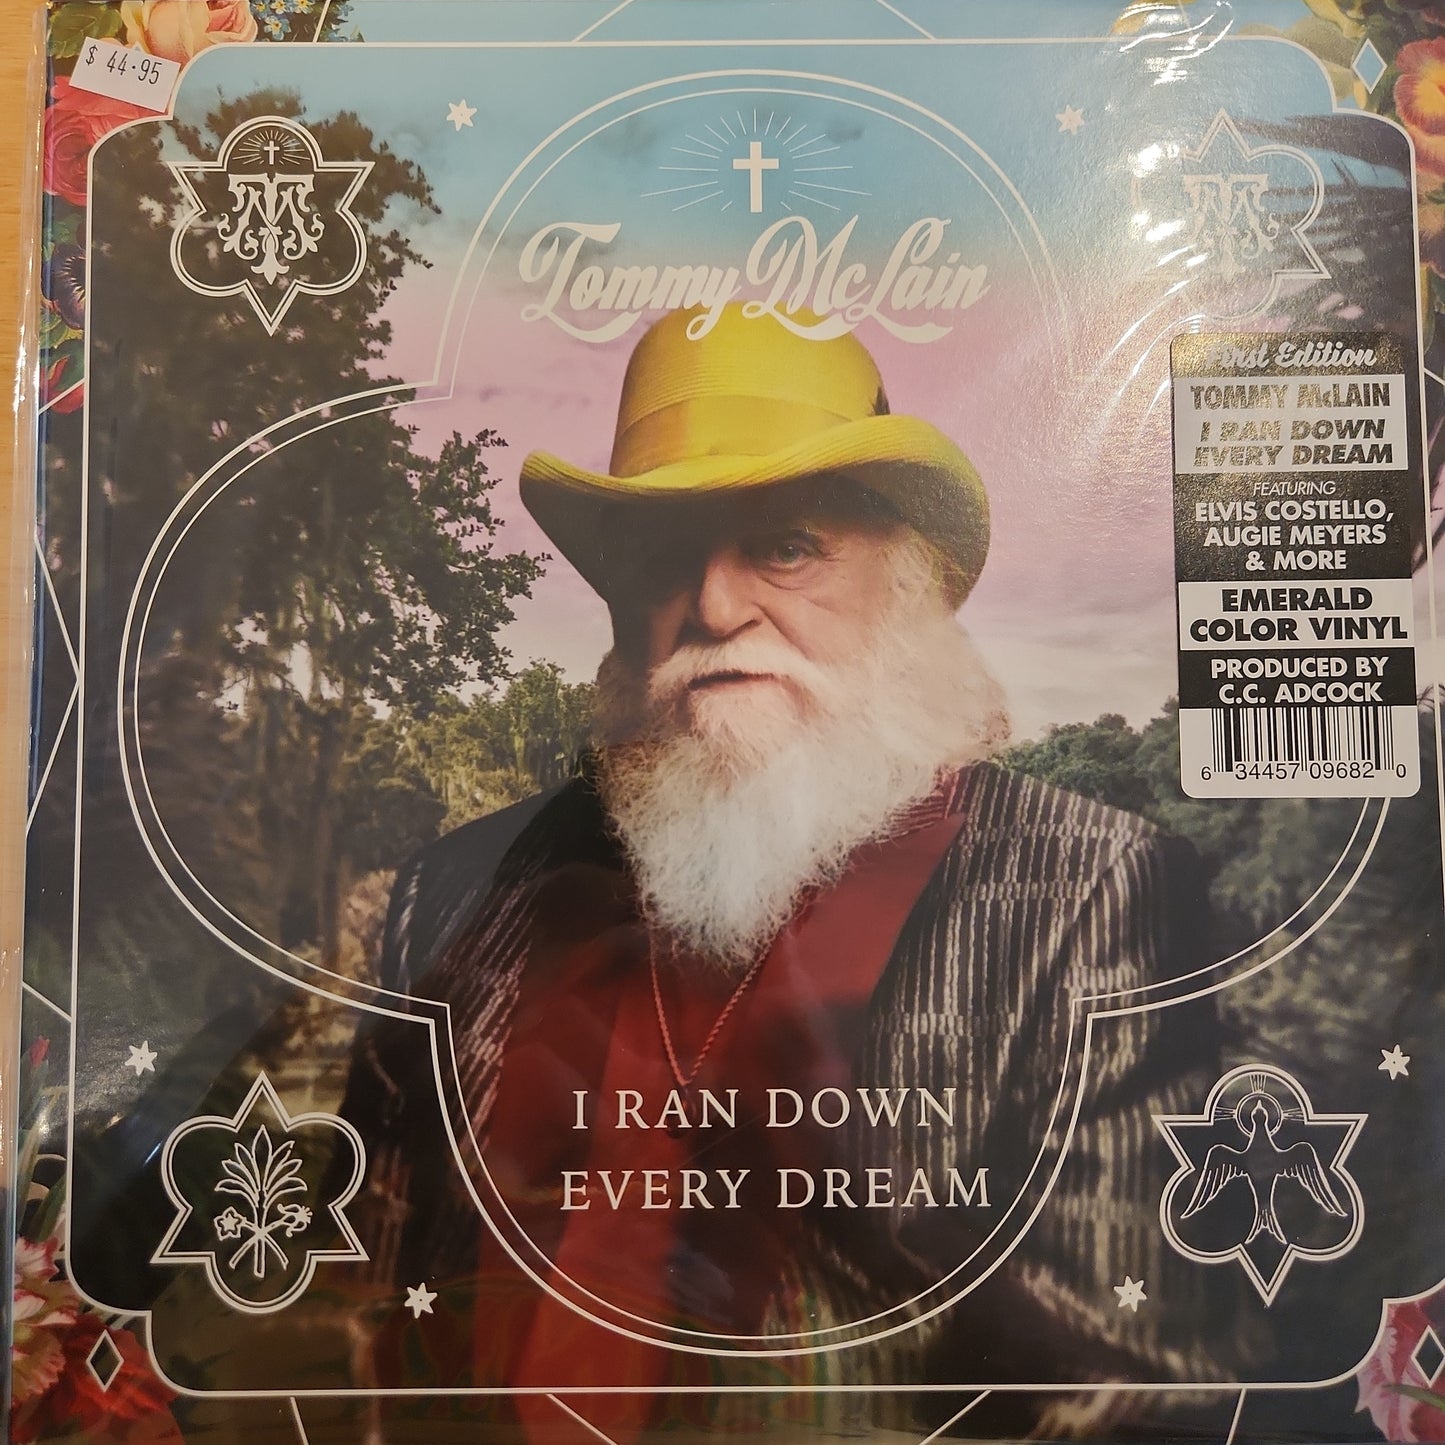 $ 44.95
Tommy McLain
First Edition
TOMMY McLAIN
I RAN DOWN
EVERY DREAM
FEATURING
ELVIS COSTELLO,
AUGIE MEYERS
& MORE
EMERALD
COLOR VINYL
PRODUCED BY
C.C. ADCOCK
6 34457 09682 0
I RAN DOWN
EVERY DREAM